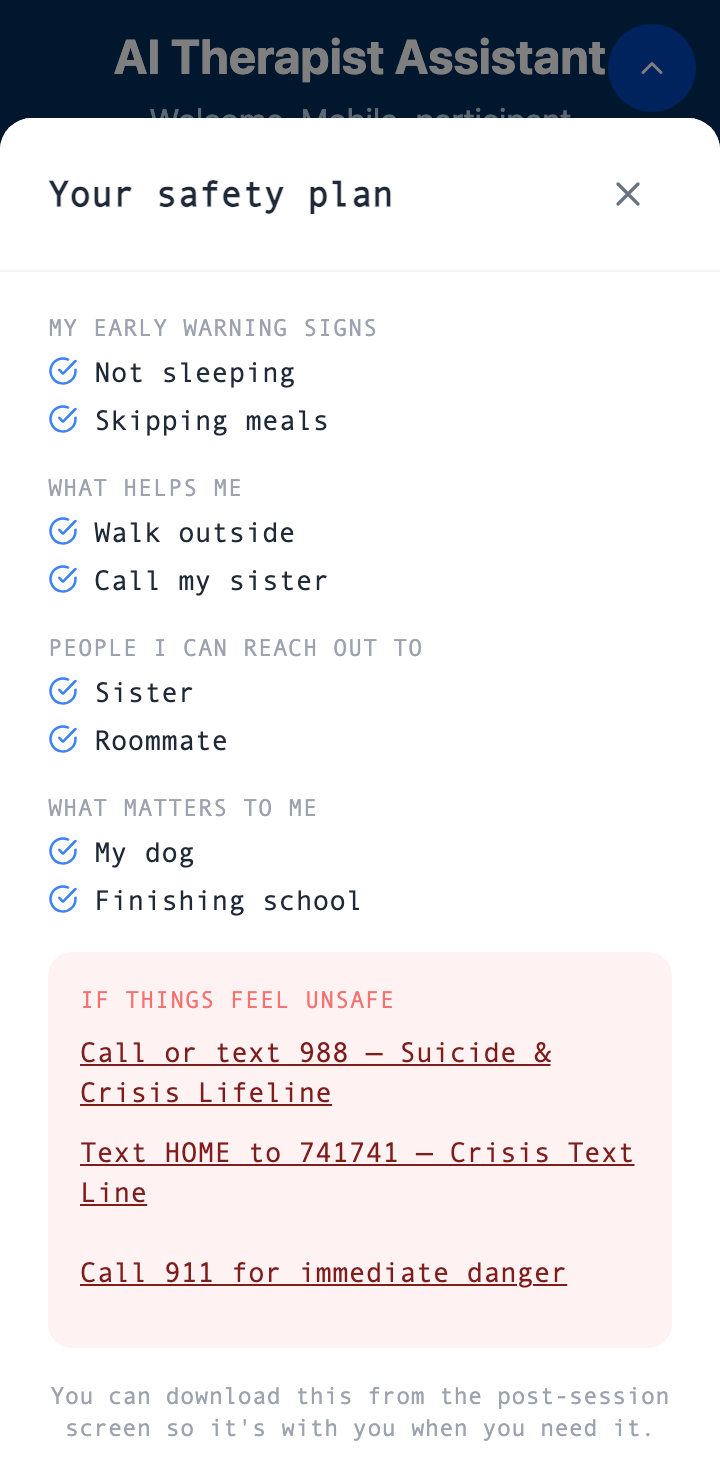 AI Therapist Assistant
Welcome, Mobile, participant
Your safety plan
MY EARLY WARNING SIGNS
Not sleeping
Skipping meals
WHAT HELPS ME
Walk outside
Call my sister
PEOPLE I CAN REACH OUT TO
Sister
Roommate
WHAT MATTERS TO ME
My dog
Finishing school
IF THINGS FEEL UNSAFE
Call or text 988 — Suicide &
Crisis Lifeline
Text HOME to 741741 — Crisis Text
Line
Call 911 for immediate danger
You can download this from the post-session
screen so it's with you when you need it.